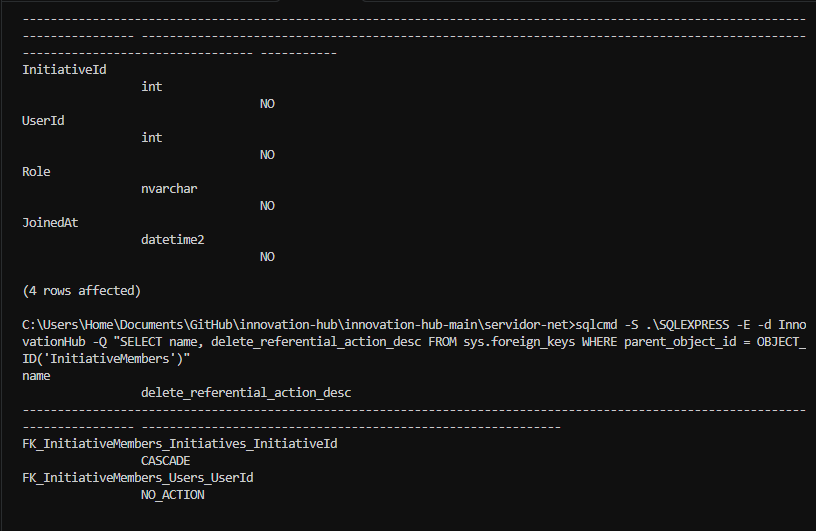 ------------------------------------------------------------------------------------------------------------------
---------------- -------------------------------------------------------------------------------------------------
--------------------------------- -----------
InitiativeId
int
NO
UserId
int
NO
Role
nvarchar
NO
JoinedAt
datetime2
NO
(4 rows affected)
C:\Users\Home\Documents\GitHub\innovation-hub\innovation-hub-main\servidor-net>sqlcmd -S .\SQLEXPRESS -E -d Inno
vationHub -Q "SELECT name, delete_referential_action_desc FROM sys.foreign_keys WHERE parent_object_id = OBJECT_
ID('InitiativeMembers')"
name
delete_referential_action_desc
------------------------------------------------------------------------------------------------------------------
---------------- ------------------------------------------------------------
FK_InitiativeMembers_Initiatives_InitiativeId
CASCADE
FK_InitiativeMembers_Users_UserId
NO_ACTION